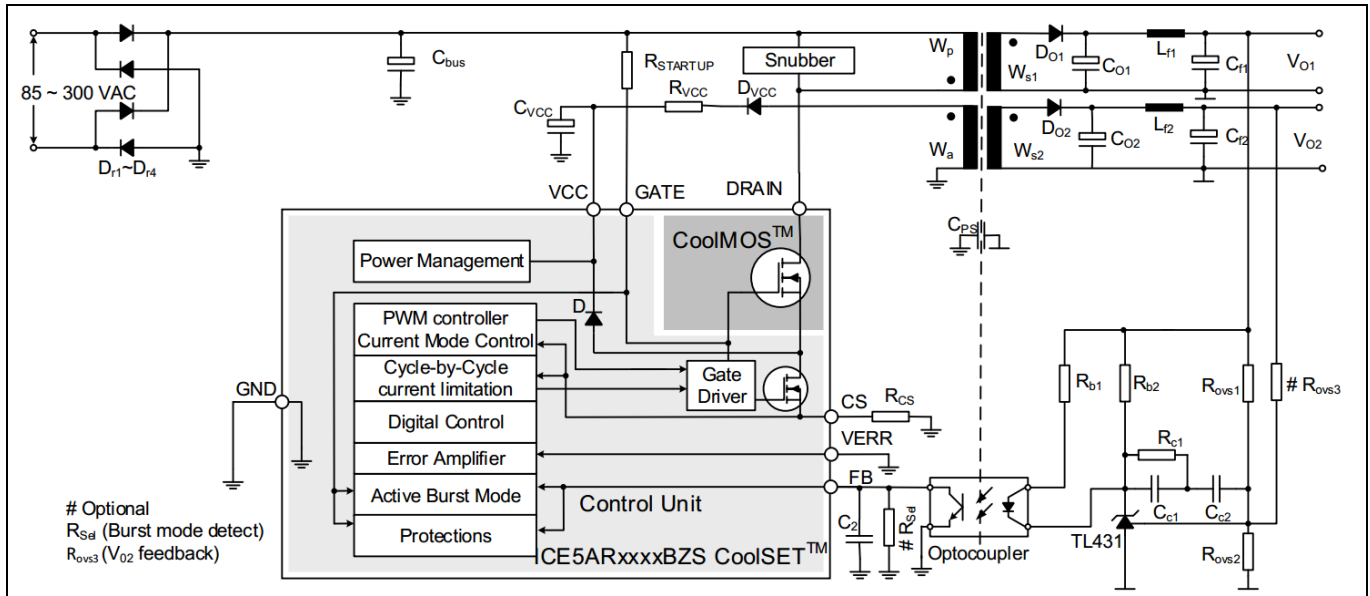 85 ~ 300 VAC
Dr1~Dr4
Cbus
RSTARTUP
Snubber
Wp
Ws1
DO1
CO1
Lf1
Cf1
VO1
CVCC
RVCC
DVCC
Wa
Ws2
DO2
CO2
Lf2
Cf2
VO2
VCC
GATE
DRAIN
CPS
CoolMOS™
Power Management
D
PWM controller
Current Mode Control
Cycle-by-Cycle
current limitation
Gate
Driver
Digital Control
Error Amplifier
Active Burst Mode
Protections
Control Unit
ICE5ARxxxxBZS CoolSET™
GND
CS
RCS
VERR
FB
C2
# RSel
Optocoupler
Rb1
Rb2
Rovs1
# Rovs3
Rc1
Cc1
Cc2
TL431
Rovs2
# Optional
RSel (Burst mode detect)
Rovs3 (V02 feedback)